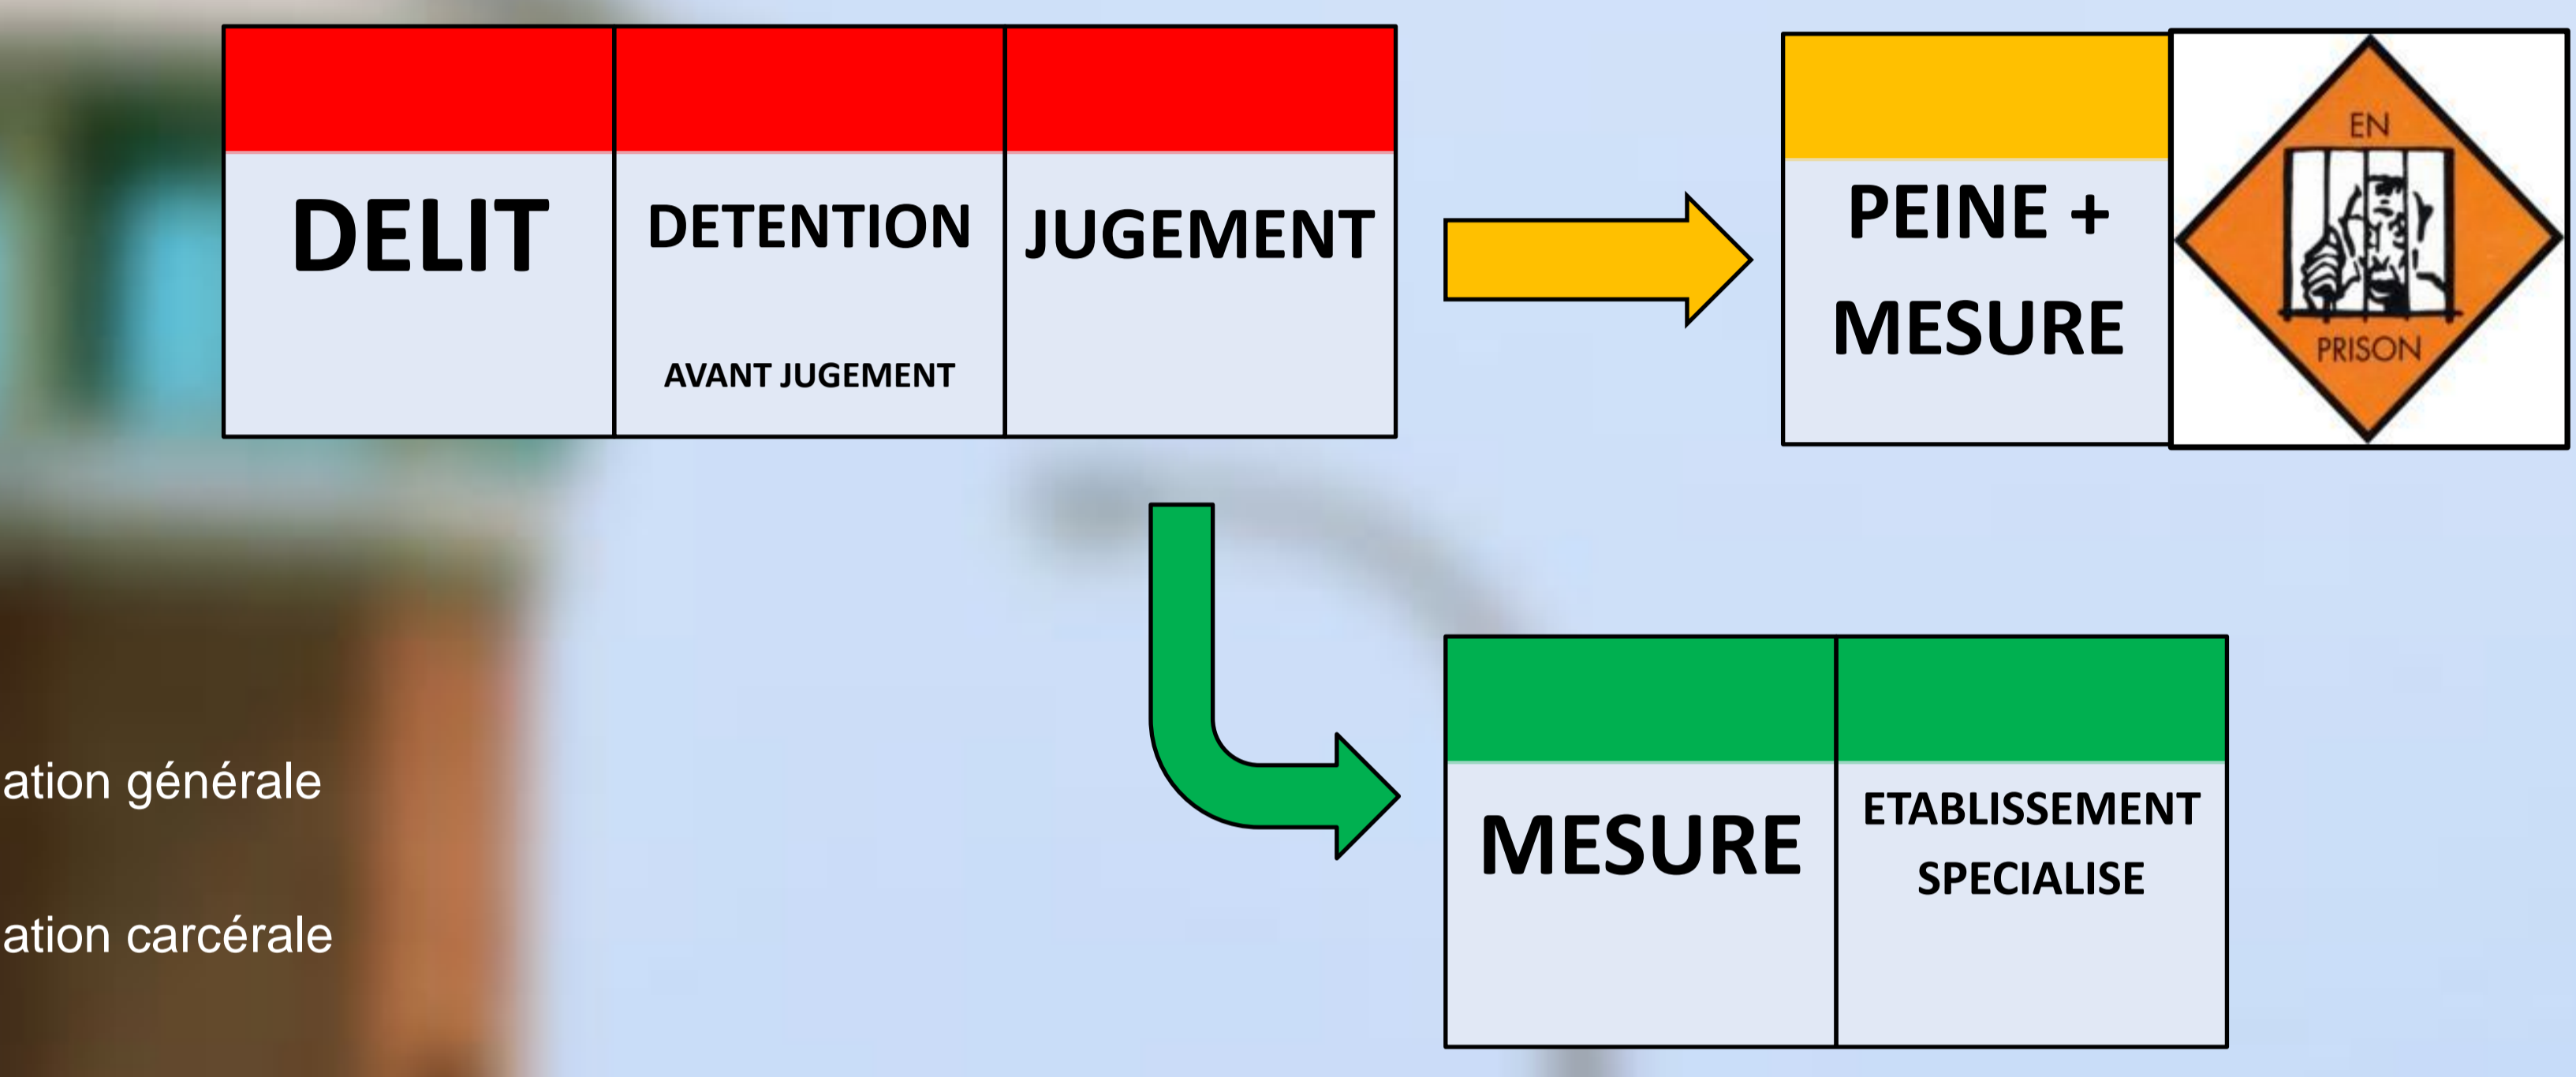 DELIT
DETENTION
AVANT JUGEMENT
JUGEMENT
PEINE +
MESURE
EN
PRISON
MESURE
ETABLISSEMENT
SPECIALISE
ation générale
ation carcérale